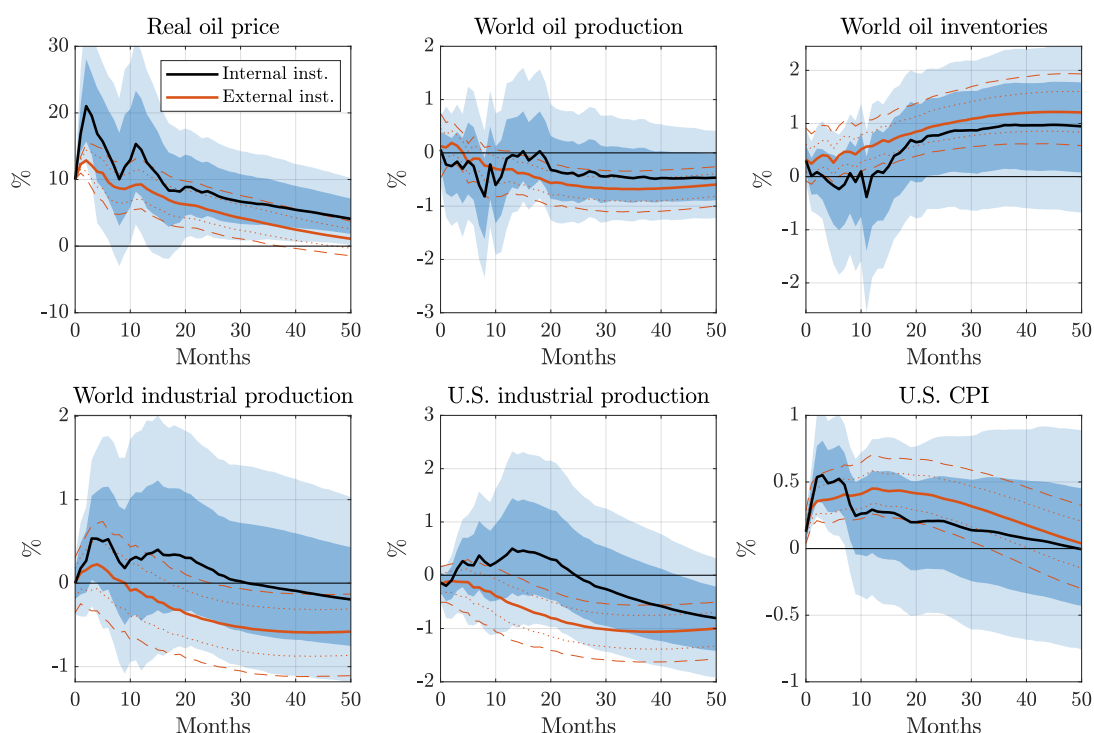 Real oil price
30
20
10
0
-10
%
0 10 20 30 40 50
Months
Internal inst.
External inst.
World oil production
2
1
0
-1
-2
-3
%
0 10 20 30 40 50
Months
World oil inventories
2
1
0
-1
-2
%
0 10 20 30 40 50
Months
World industrial production
2
1
0
-1
%
0 10 20 30 40 50
Months
U.S. industrial production
3
2
1
0
-1
-2
%
0 10 20 30 40 50
Months
U.S. CPI
1
0.5
0
-0.5
-1
%
0 10 20 30 40 50
Months